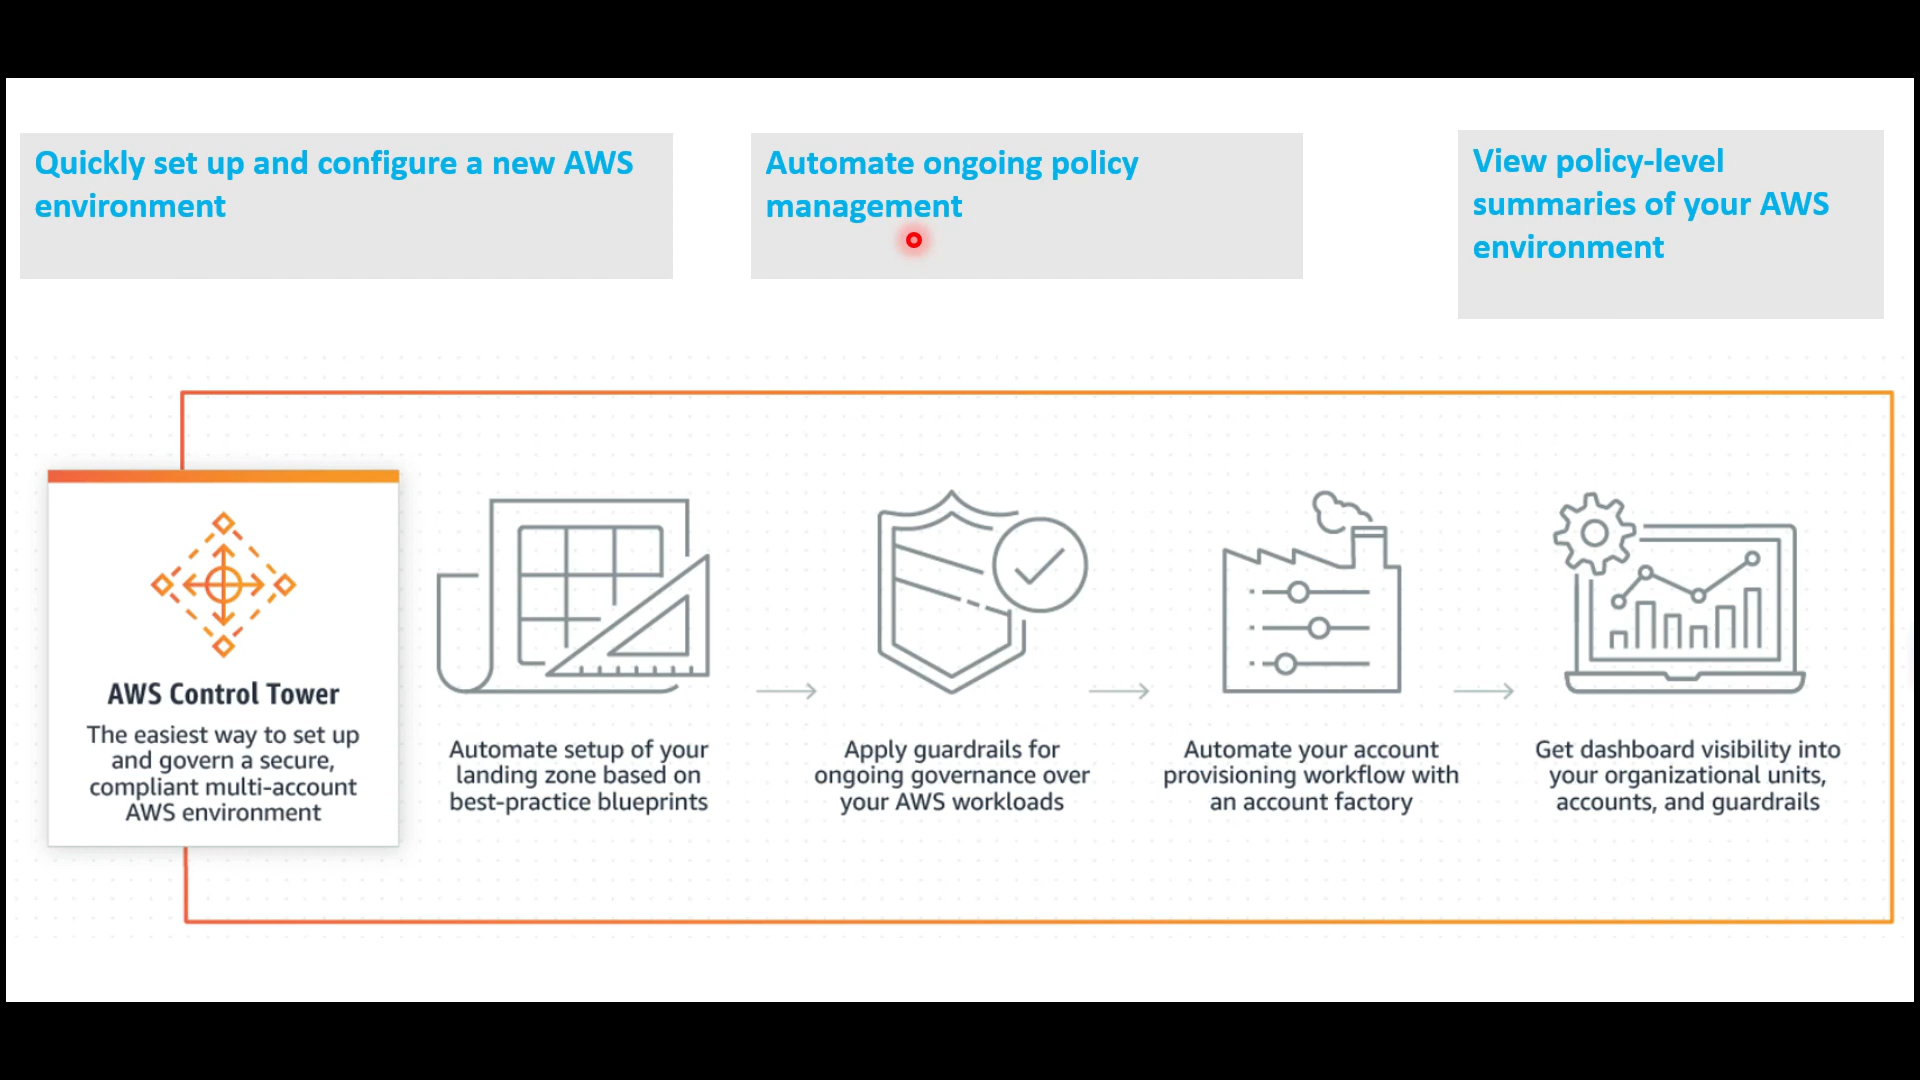 Quickly set up and configure a new AWS
environment
Automate ongoing policy
management
View policy-level
summaries of your AWS
environment
AWS Control Tower
The easiest way to set up
and govern a secure,
compliant multi-account
AWS environment
Automate setup of your
landing zone based on
best-practice blueprints
Apply guardrails for
ongoing governance over
your AWS workloads
Automate your account
provisioning workflow with
an account factory
Get dashboard visibility into
your organizational units,
accounts, and guardrails